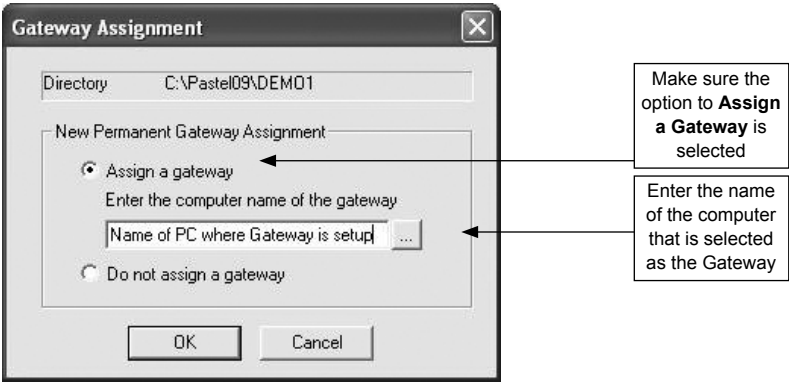 Gateway Assignment
Directory C:\Pastel09\DEMO1
New Permanent Gateway Assignment
Assign a gateway
Enter the computer name of the gateway
Name of PC where Gateway is setup ...
Do not assign a gateway
OK Cancel
Make sure the
option to Assign
a Gateway is
selected
Enter the name
of the computer
that is selected
as the Gateway